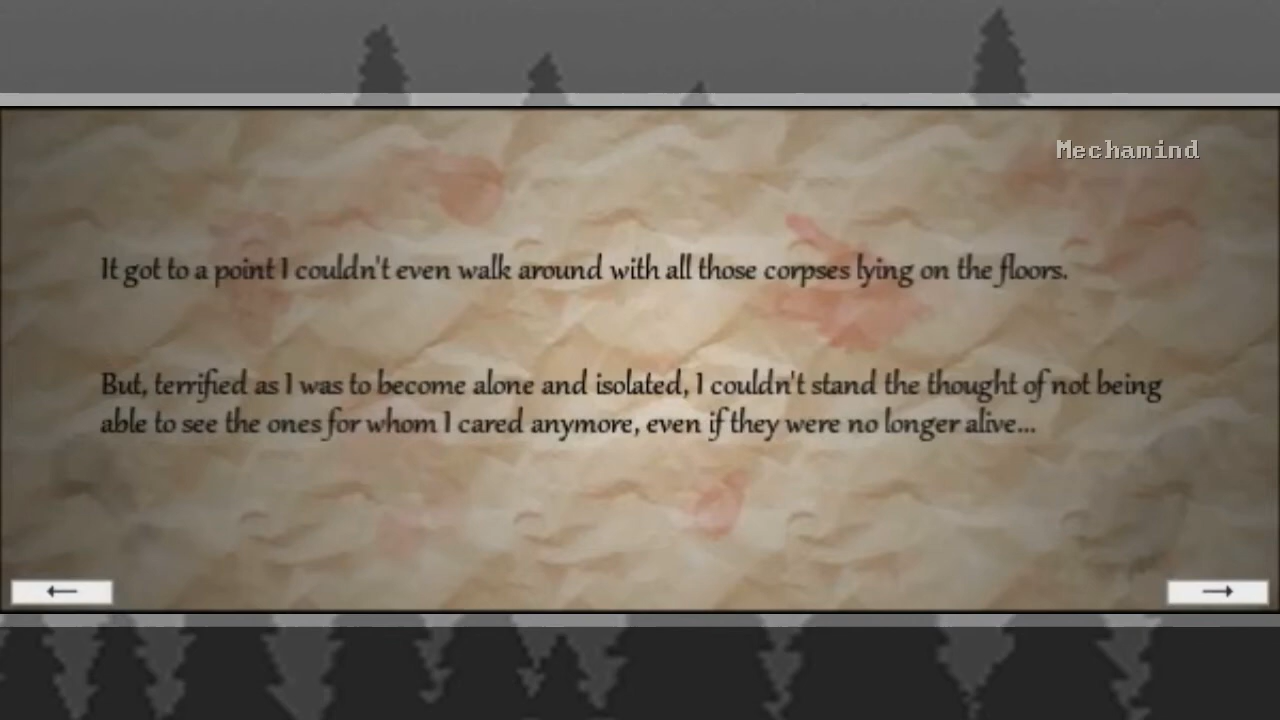 Mechamind
It got to a point I couldn't even walk around with all those corpses lying on the floors.
But, terrified as I was to become alone and isolated, I couldn't stand the thought of not being
able to see the ones for whom I cared anymore, even if they were no longer alive...